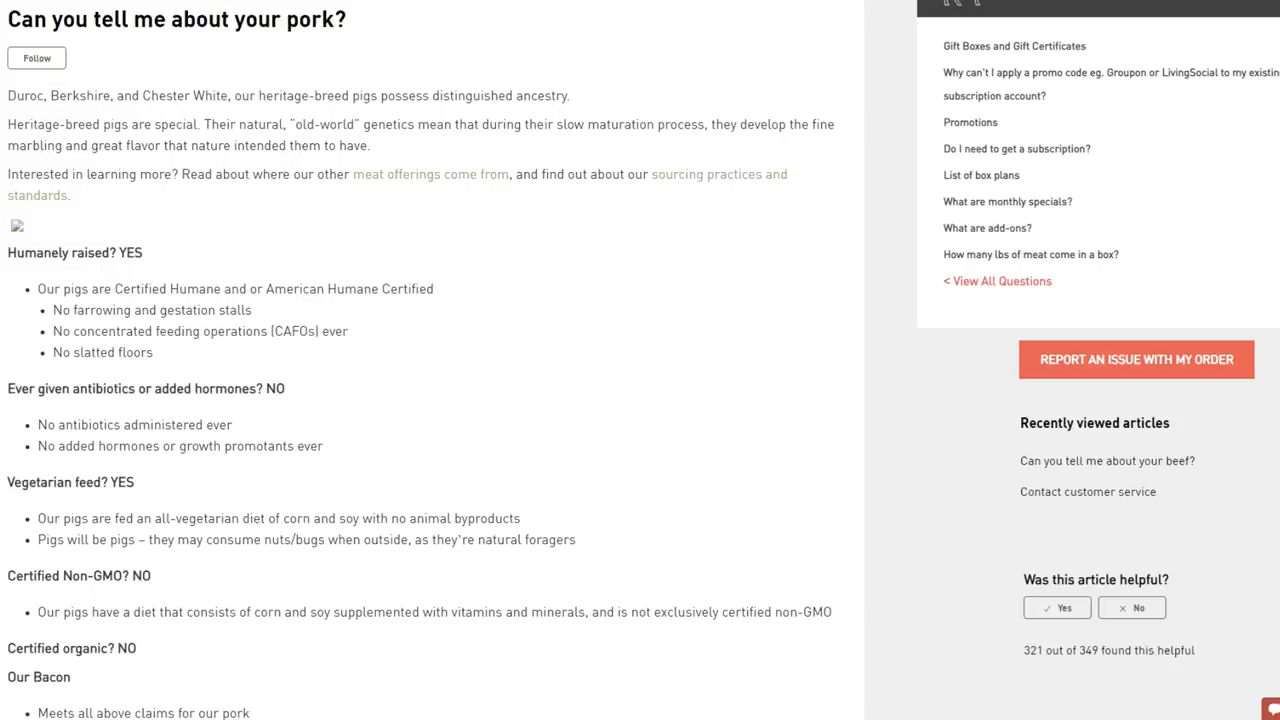 Can you tell me about your pork?
Follow
Duroc, Berkshire, and Chester White, our heritage-breed pigs possess distinguished ancestry.
Heritage-breed pigs are special. Their natural, "old-world" genetics mean that during their slow maturation process, they develop the fine
marbling and great flavor that nature intended them to have.
Interested in learning more? Read about where our other meat offerings come from, and find out about our sourcing practices and
standards.
Humanely raised? YES
• Our pigs are Certified Humane and or American Humane Certified
• No farrowing and gestation stalls
• No concentrated feeding operations (CAFOs) ever
• No slatted floors
Ever given antibiotics or added hormones? NO
• No antibiotics administered ever
• No added hormones or growth promotants ever
Vegetarian feed? YES
• Our pigs are fed an all-vegetarian diet of corn and soy with no animal byproducts
• Pigs will be pigs – they may consume nuts/bugs when outside, as they're natural foragers
Certified Non-GMO? NO
• Our pigs have a diet that consists of corn and soy supplemented with vitamins and minerals, and is not exclusively certified non-GMO
Certified organic? NO
Our Bacon
• Meets all above claims for our pork
Gift Boxes and Gift Certificates
Why can't I apply a promo code eg. Groupon or LivingSocial to my existin
subscription account?
Promotions
Do I need to get a subscription?
List of box plans
What are monthly specials?
What are add-ons?
How many lbs of meat come in a box?
< View All Questions
REPORT AN ISSUE WITH MY ORDER
Recently viewed articles
Can you tell me about your beef?
Contact customer service
Was this article helpful?
✓ Yes
× No
321 out of 349 found this helpful